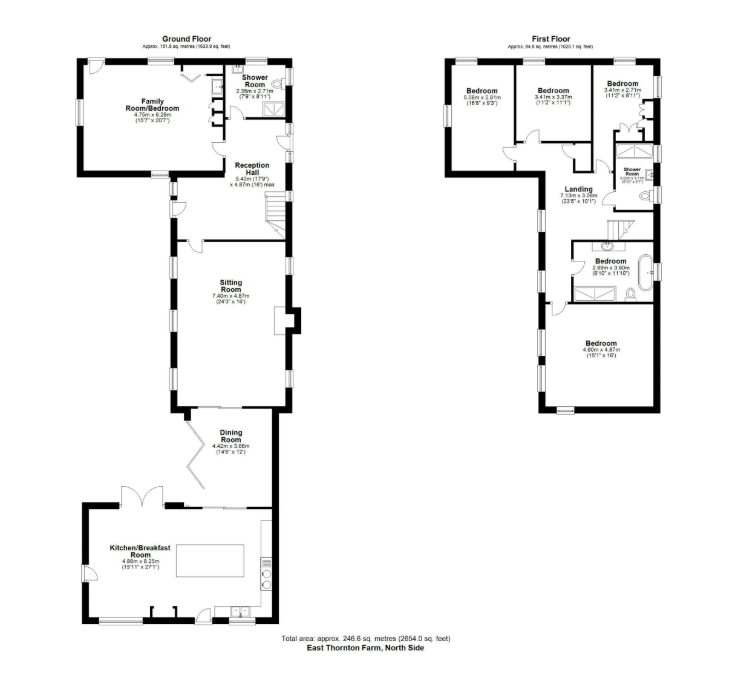 Ground Floor
Approx. 151.8 sq. metres (1633.9 sq. feet)
Shower
Room
2.35m x 2.71m
(7'9" x 8'11")
Family
Room/Bedroom
4.75m x 6.28m
(15'7" x 20'7")
Reception
Hall
5.40m (17'9")
x 4.87m (16') max
Sitting
Room
7.40m x 4.87m
(24'3" x 16')
Dining
Room
4.42m x 3.66m
(14'6" x 12')
Kitchen/Breakfast
Room
4.86m x 8.25m
(15'11" x 27'1")
First Floor
Approx. 94.8 sq. metres (1020.1 sq. feet)
Bedroom
5.08m x 2.81m
(16'8" x 9'3")
Bedroom
3.41m x 3.37m
(11'2" x 11'1")
Bedroom
3.41m x 2.71m
(11'2" x 8'11")
Shower
Room
Landing
7.13m x 3.08m
(23'5" x 10'1")
Bedroom
2.69m x 3.60m
(8'10" x 11'10")
Bedroom
4.60m x 4.87m
(15'1" x 16')
Total area: approx. 246.6 sq. metres (2654.0 sq. feet)
East Thornton Farm, North Side